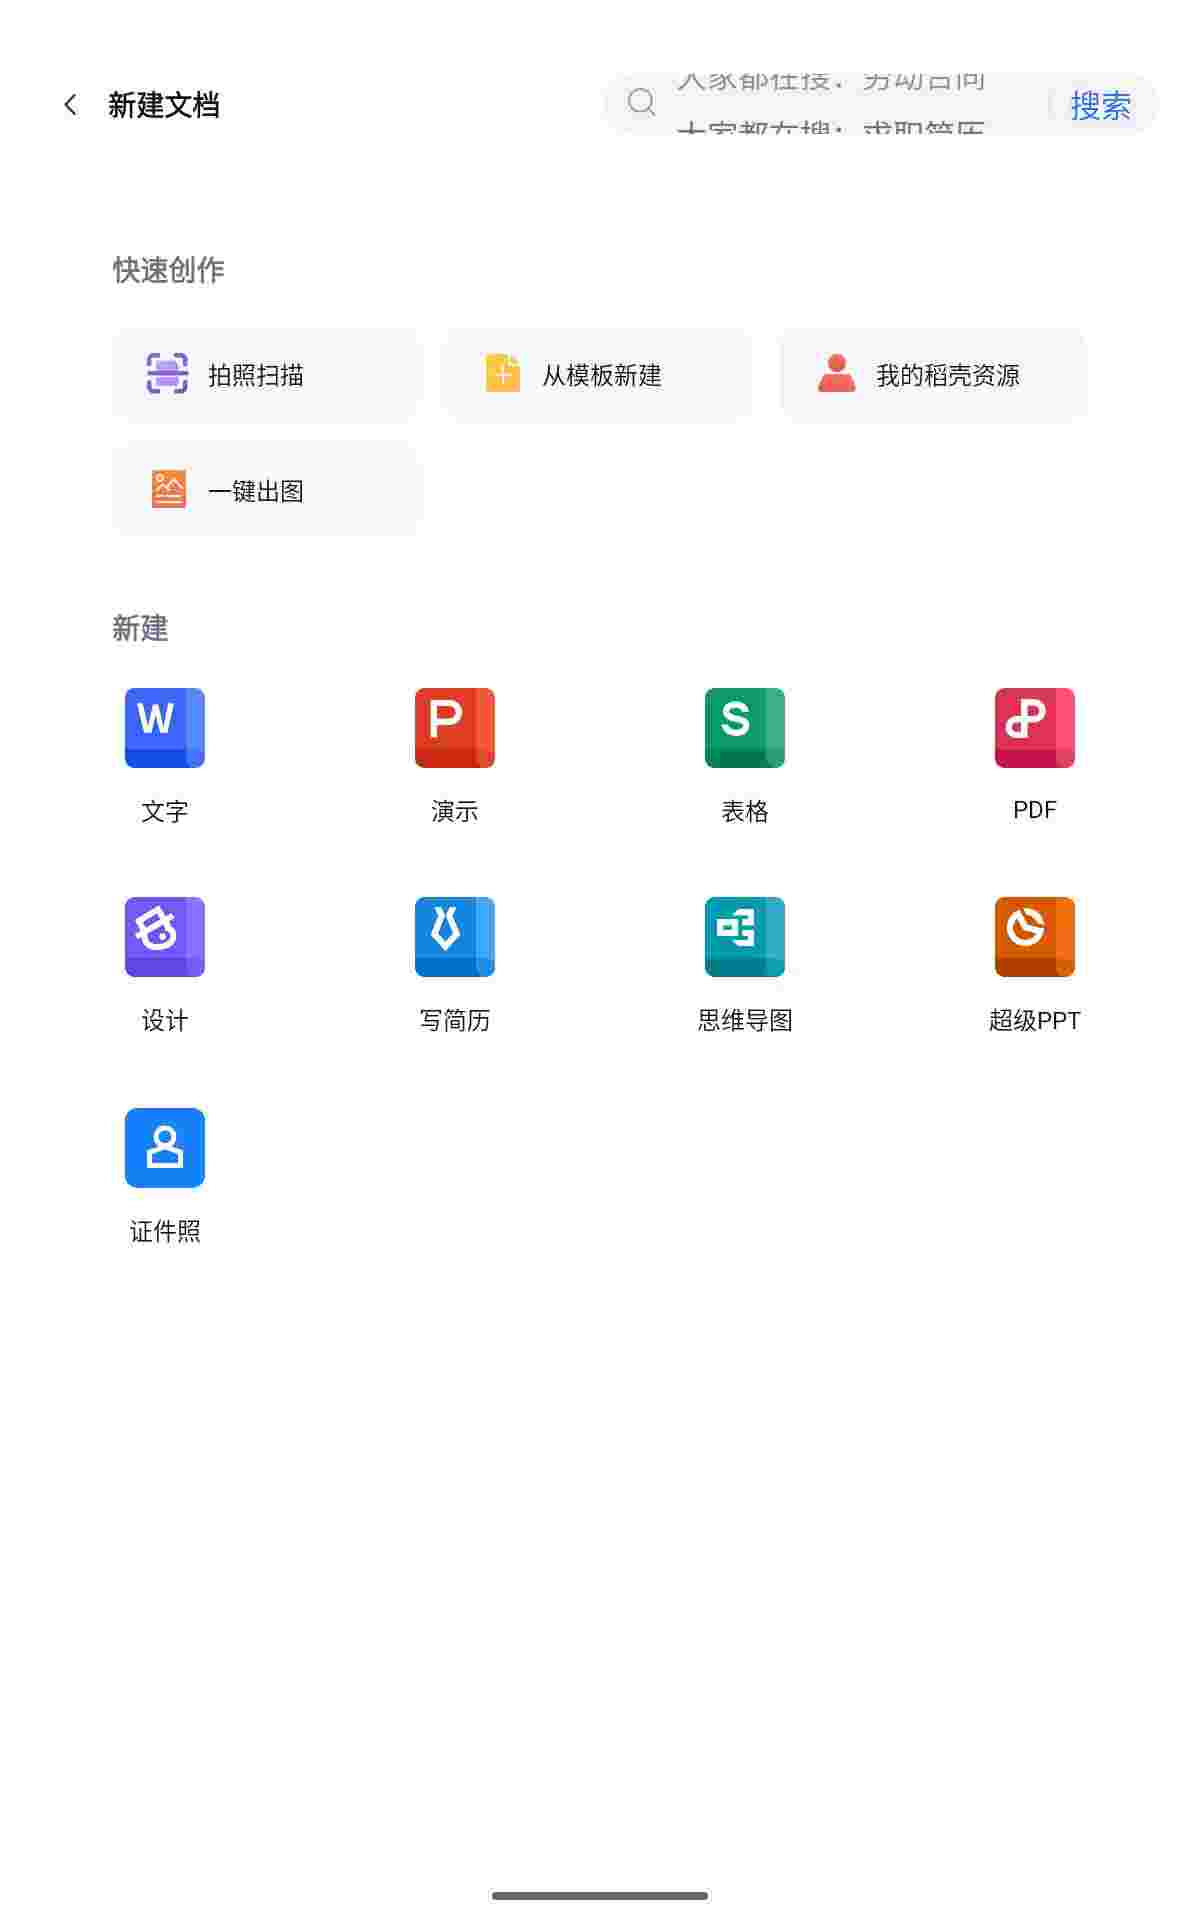 新建文档
大家都在搜：劳动合同
大家都在搜：求职简历
搜索
快速创作
拍照扫描
从模板新建
我的稻壳资源
一键出图
新建
W
P
S
P
文字
演示
表格
PDF
设计
写简历
思维导图
超级PPT
证件照